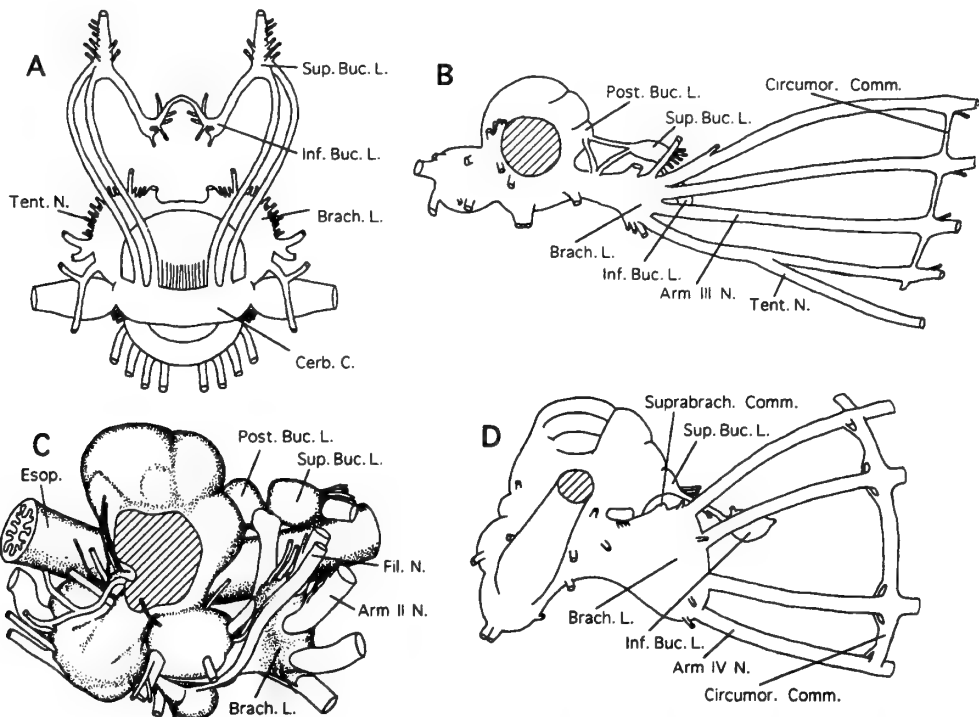 A
Sup. Buc. L.
Inf. Buc. L.
Tent. N.
Brach. L.
Cerb. C.
B
Post. Buc. L.
Circumor. Comm.
Sup. Buc. L.
Brach. L.
Inf. Buc. L.
Arm III N.
Tent. N.
C
Esop.
Post. Buc. L.
Sup. Buc. L.
Fil. N.
Arm II N.
Brach. L.
D
Suprabrach. Comm.
Sup. Buc. L.
Brach. L.
Inf. Buc. L.
Arm IV N.
Circumor. Comm.